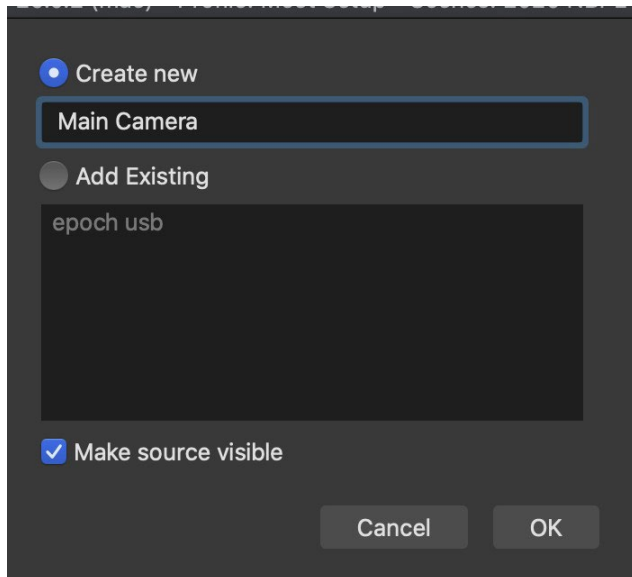 Create new
Main Camera
Add Existing
epoch usb
Make source visible
Cancel OK